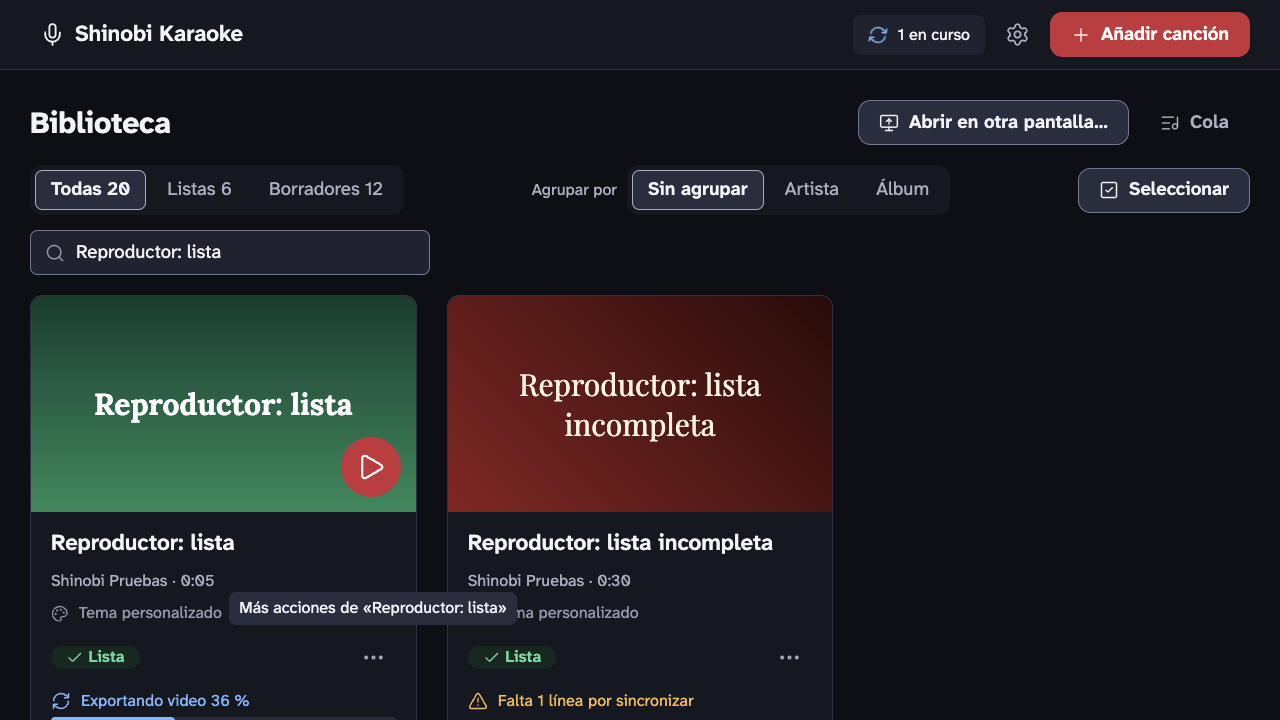 Shinobi Karaoke
1 en curso
Añadir canción
Biblioteca
Abrir en otra pantalla...
Cola
Todas 20
Listas 6
Borradores 12
Agrupar por
Sin agrupar
Artista
Álbum
Seleccionar
Reproductor: lista
Reproductor: lista
Reproductor: lista
incompleta
Reproductor: lista
Shinobi Pruebas · 0:05
Tema personalizado
Más acciones de «Reproductor: lista»
Lista
Exportando video 36 %
Reproductor: lista incompleta
Shinobi Pruebas · 0:30
ma personalizado
Lista
Falta 1 línea por sincronizar